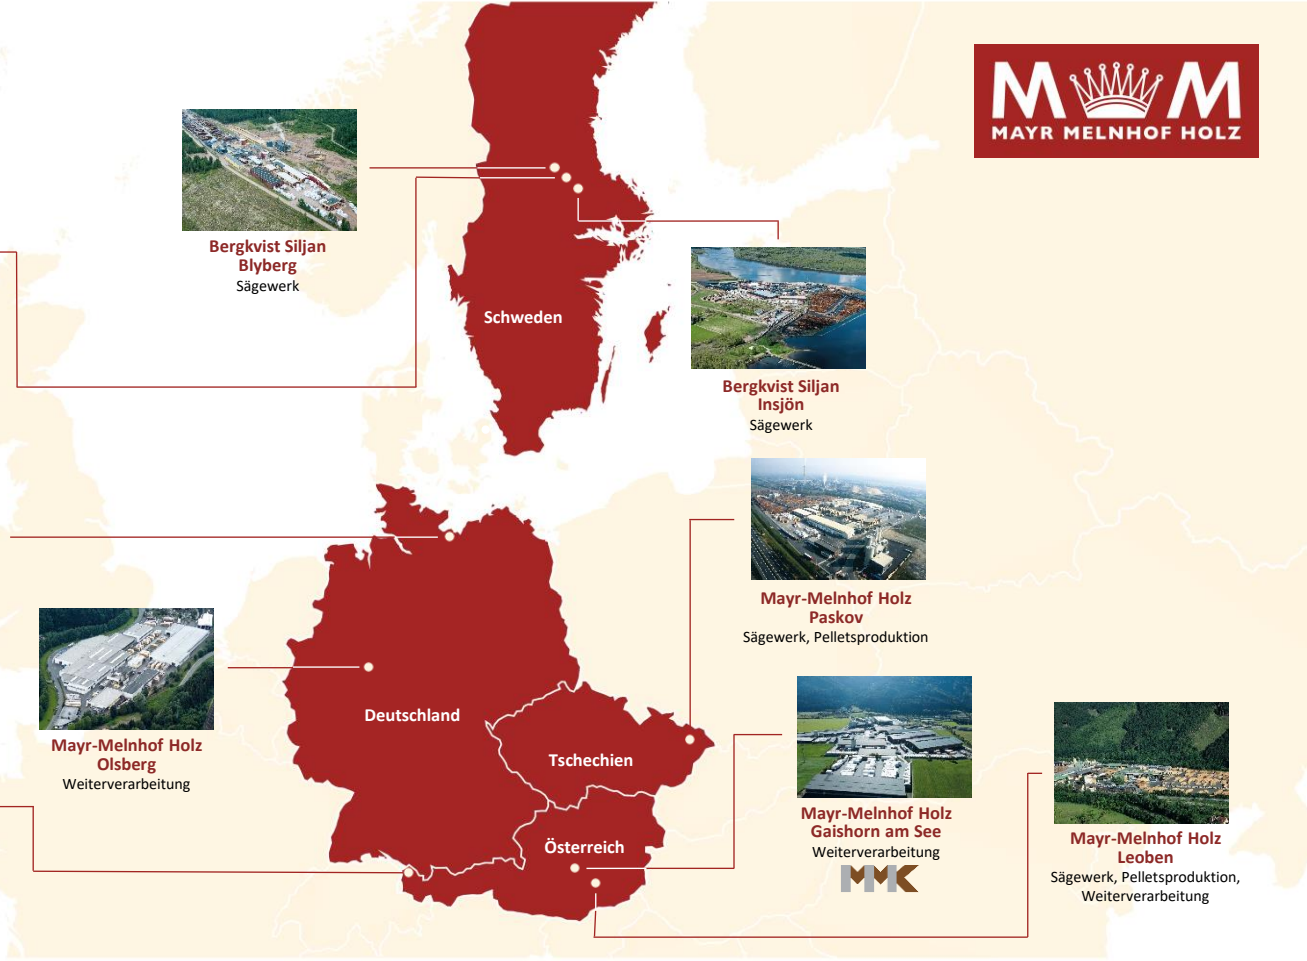 M M
MAYR MELNHOF HOLZ
Bergkvist Siljan
Blyberg
Sägewerk
Schweden
Bergkvist Siljan
Insjön
Sägewerk
Mayr-Melnhof Holz
Paskov
Sägewerk, Pelletsproduktion
Mayr-Melnhof Holz
Olsberg
Weiterverarbeitung
Deutschland
Tschechien
Österreich
Mayr-Melnhof Holz
Gaishorn am See
Weiterverarbeitung
MMK
Mayr-Melnhof Holz
Leoben
Sägewerk, Pelletsproduktion,
Weiterverarbeitung